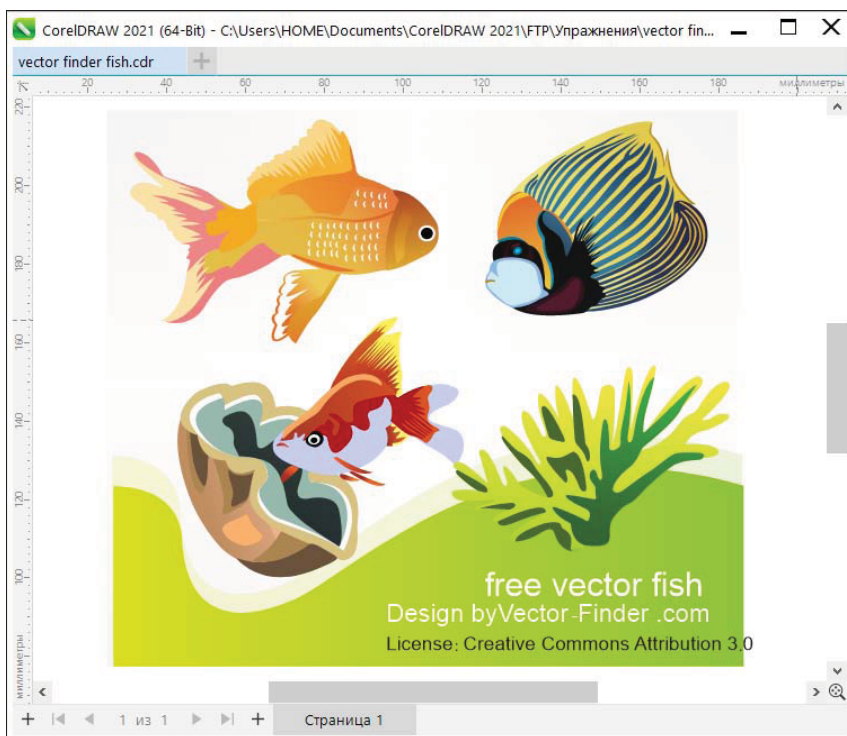 CorelDRAW 2021 (64-Bit) - C:\Users\HOME\Documents\CorelDRAW 2021\FTP\Упражнения\vector fin...
vector finder fish.cdr
20 40 60 80 100 120 140 160 180 миллиметры
220
200
180
160
140
120
100
миллиметры
free vector fish
Design byVector-Finder .com
License: Creative Commons Attribution 3.0
1 из 1
Страница 1